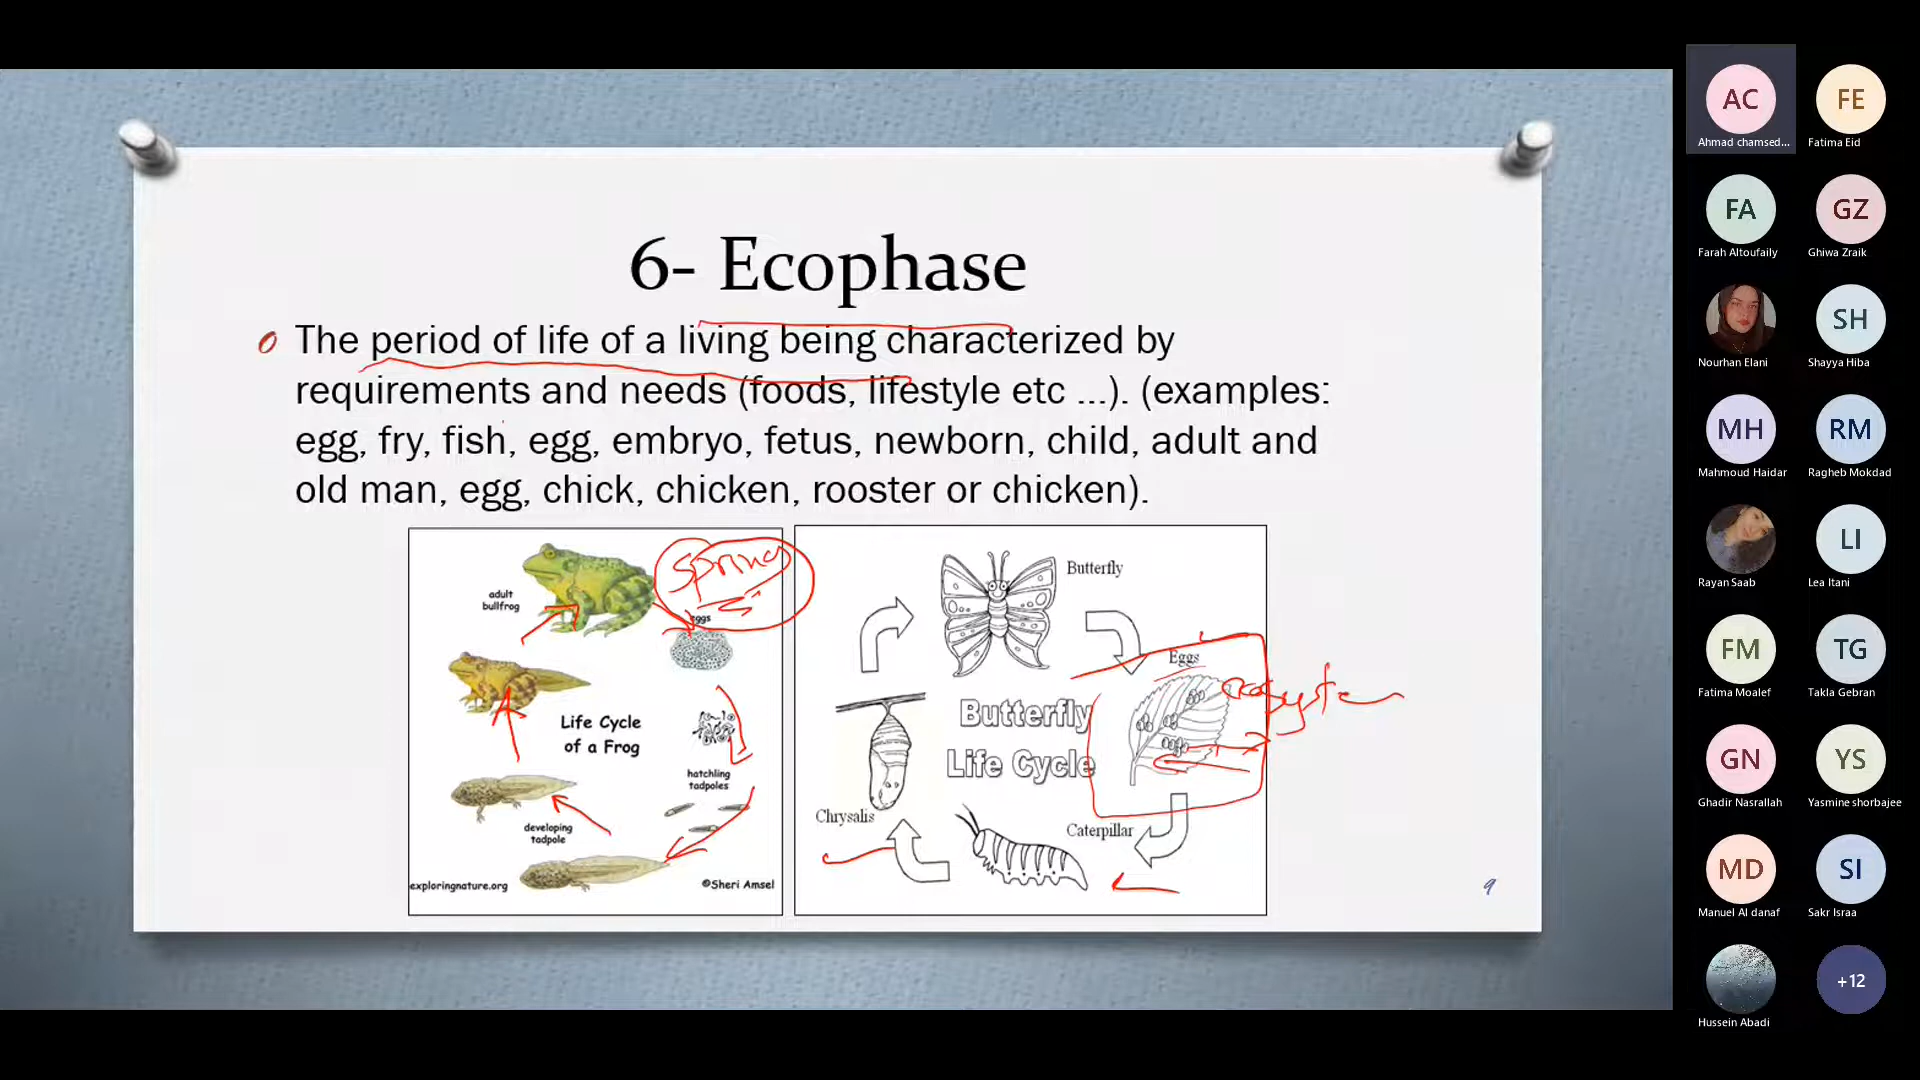 6- Ecophase
The period of life of a living being characterized by
requirements and needs (foods, lifestyle etc ...). (examples:
egg, fry, fish, egg, embryo, fetus, newborn, child, adult and
old man, egg, chick, chicken, rooster or chicken).
adult
bullfrog
spring
eggs
Life Cycle
of a Frog
hatchling
tadpoles
developing
tadpole
exploringnature.org
©Sheri Amsel
Butterfly
Eggs
ecosystem
Butterfly
Life Cycle
Chrysalis
Caterpillar
9
AC
Ahmad chamsed...
FE
Fatima Eid
FA
Farah Altoufaily
GZ
Ghiwa Zraik
Nourhan Elani
SH
Shayya Hiba
MH
Mahmoud Haidar
RM
Ragheb Mokdad
Rayan Saab
LI
Lea Itani
FM
Fatima Moalef
TG
Takla Gebran
GN
Ghadir Nasrallah
YS
Yasmine shorbajee
MD
Manuel Al danaf
SI
Sakr Israa
Hussein Abadi
+12